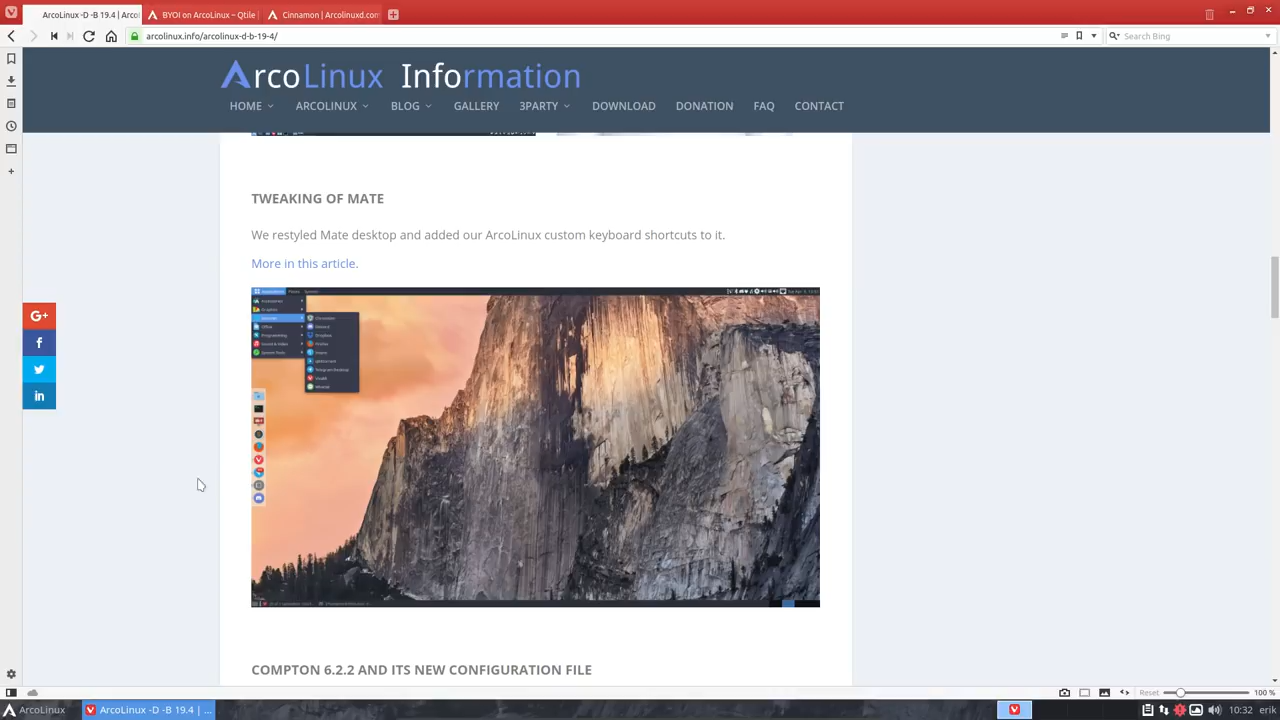 ArcoLinux -D -B 19.4 | Arco
BYOI on ArcoLinux – Qtile
Cinnamon | Arcolinuxd.com
arcolinux.info/arcolinux-d-b-19-4/
Search Bing
ArcoLinux Information
HOME
ARCOLINUX
BLOG
GALLERY
3PARTY
DOWNLOAD
DONATION
FAQ
CONTACT
TWEAKING OF MATE
We restyled Mate desktop and added our ArcoLinux custom keyboard shortcuts to it.
More in this article.
G+
f
in
COMPTON 6.2.2 AND ITS NEW CONFIGURATION FILE
Reset
100 %
ArcoLinux
ArcoLinux -D -B 19.4 | ...
10:32
erik